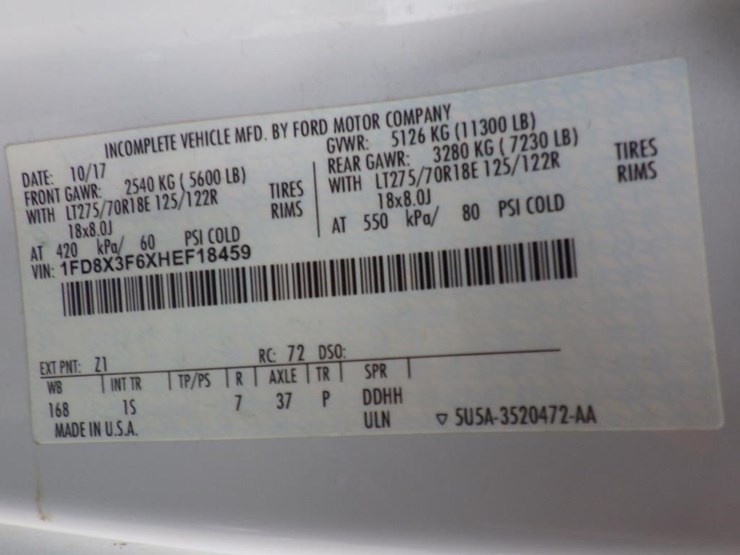 INCOMPLETE VEHICLE MFD. BY FORD MOTOR COMPANY
DATE: 10/17
FRONT GAWR: 2540 KG ( 5600 LB)
WITH LT275/70R18E 125/122R TIRES
18x8.0J RIMS
AT 420 kPa/ 60 PSI COLD
GVWR: 5126 KG (11300 LB)
REAR GAWR: 3280 KG ( 7230 LB)
WITH LT275/70R18E 125/122R TIRES
18x8.0J RIMS
AT 550 kPa/ 80 PSI COLD
VIN: 1FD8X3F6XHEF18459
EXT PNT: Z1 RC: 72 DSO:
WB INT TR TP/PS R AXLE TR SPR
168 1S 7 37 P DDHH
MADE IN U.S.A. ULN ▽ 5U5A-3520472-AA